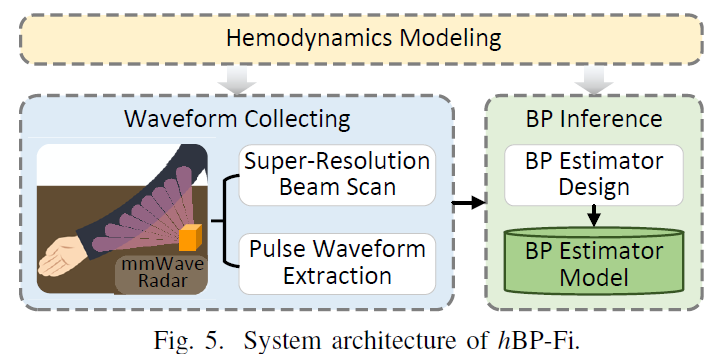 Hemodynamics Modeling
Waveform Collecting
mmWave
Radar
Super-Resolution
Beam Scan
Pulse Waveform
Extraction
BP Inference
BP Estimator
Design
BP Estimator
Model
Fig. 5. System architecture of hBP-Fi.